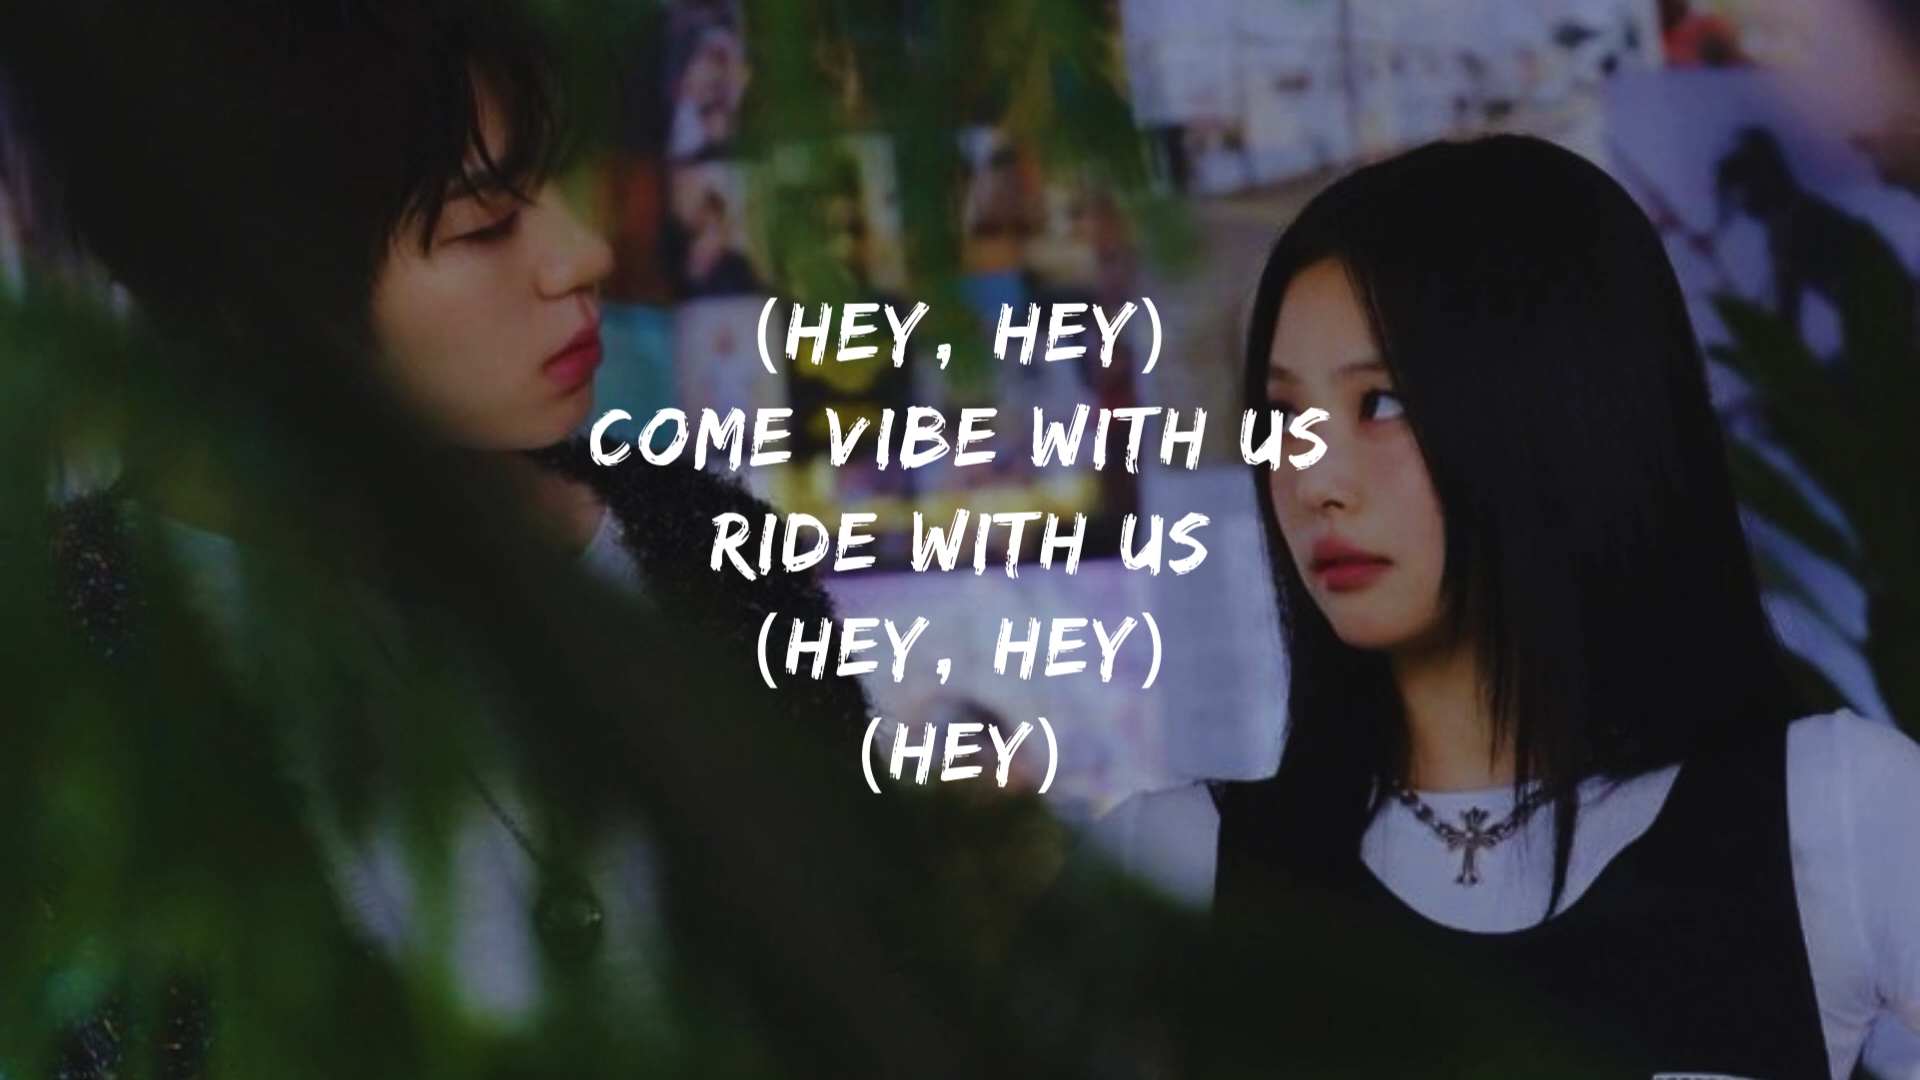 (HEY, HEY)
COME VIBE WITH US
RIDE WITH US
(HEY, HEY)
(HEY)